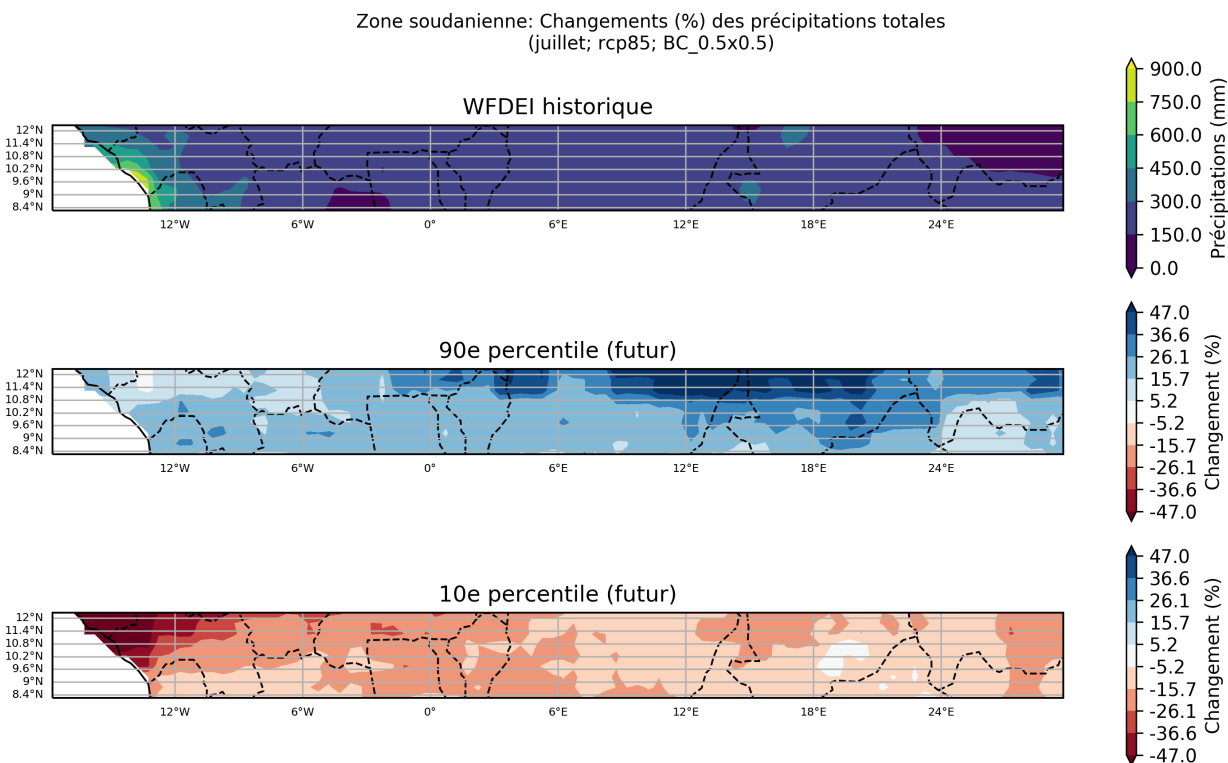 Zone soudanienne: Changements (%) des précipitations totales
(juillet; rcp85; BC_0.5x0.5)
WFDEI historique
12°N
11.4°N
10.8°N
10.2°N
9.6°N
9°N
8.4°N
12°W
6°W
0°
6°E
12°E
18°E
24°E
900.0
750.0
600.0
450.0
300.0
150.0
0.0
Précipitations (mm)
90e percentile (futur)
12°N
11.4°N
10.8°N
10.2°N
9.6°N
9°N
8.4°N
12°W
6°W
0°
6°E
12°E
18°E
24°E
47.0
36.6
26.1
15.7
5.2
-5.2
-15.7
-26.1
-36.6
-47.0
Changement (%)
10e percentile (futur)
12°N
11.4°N
10.8°N
10.2°N
9.6°N
9°N
8.4°N
12°W
6°W
0°
6°E
12°E
18°E
24°E
47.0
36.6
26.1
15.7
5.2
-5.2
-15.7
-26.1
-36.6
-47.0
Changement (%)